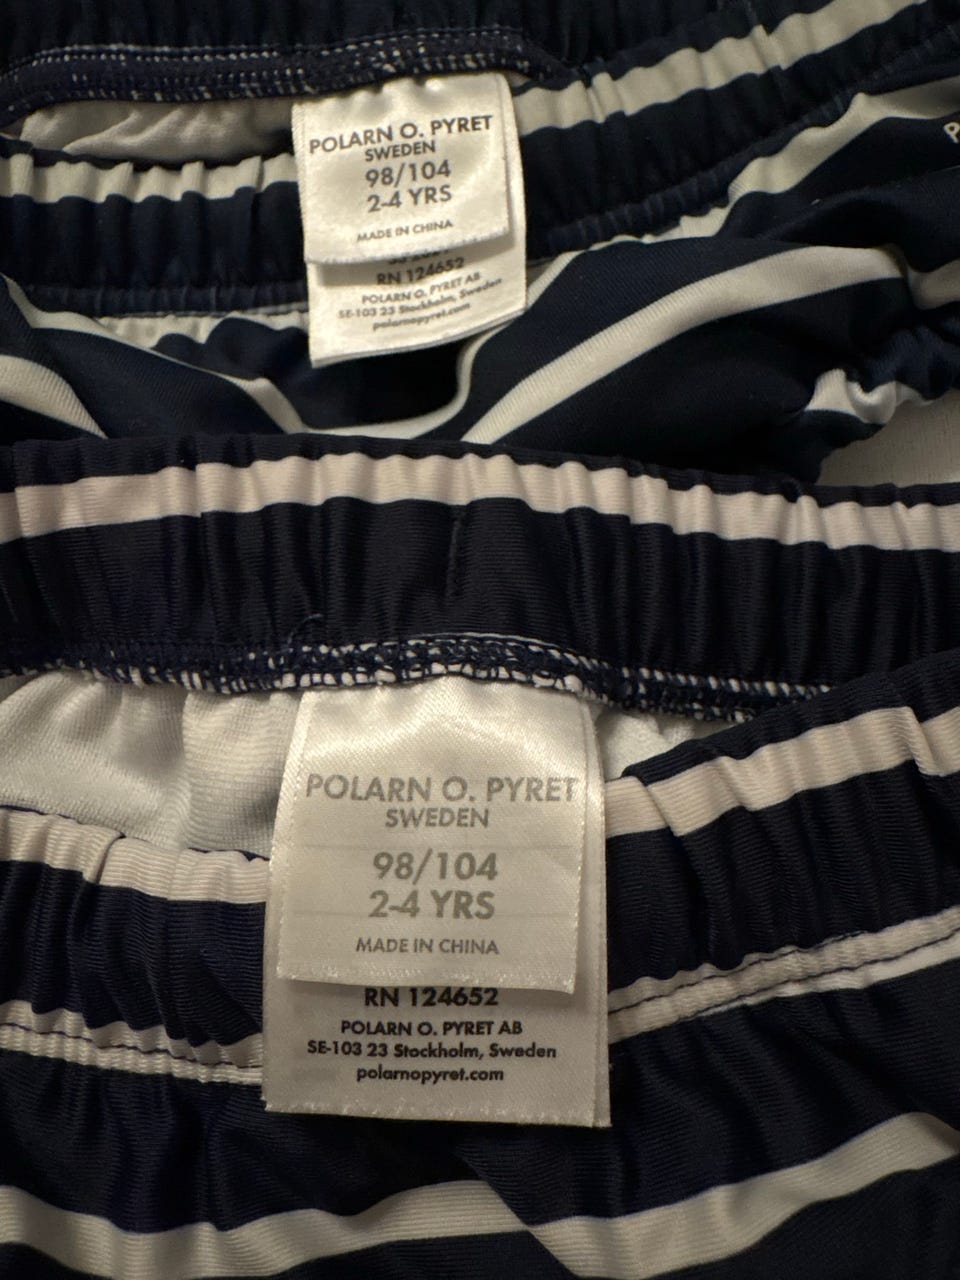 POLARN O. PYRET
SWEDEN
98/104
2-4 YRS
MADE IN CHINA
RN 124652
POLARN O. PYRET AB
SE-103 23 Stockholm, Sweden
polarnopyret.com
POLARN O. PYRET
SWEDEN
98/104
2-4 YRS
MADE IN CHINA
RN 124652
POLARN O. PYRET AB
SE-103 23 Stockholm, Sweden
polarnopyret.com